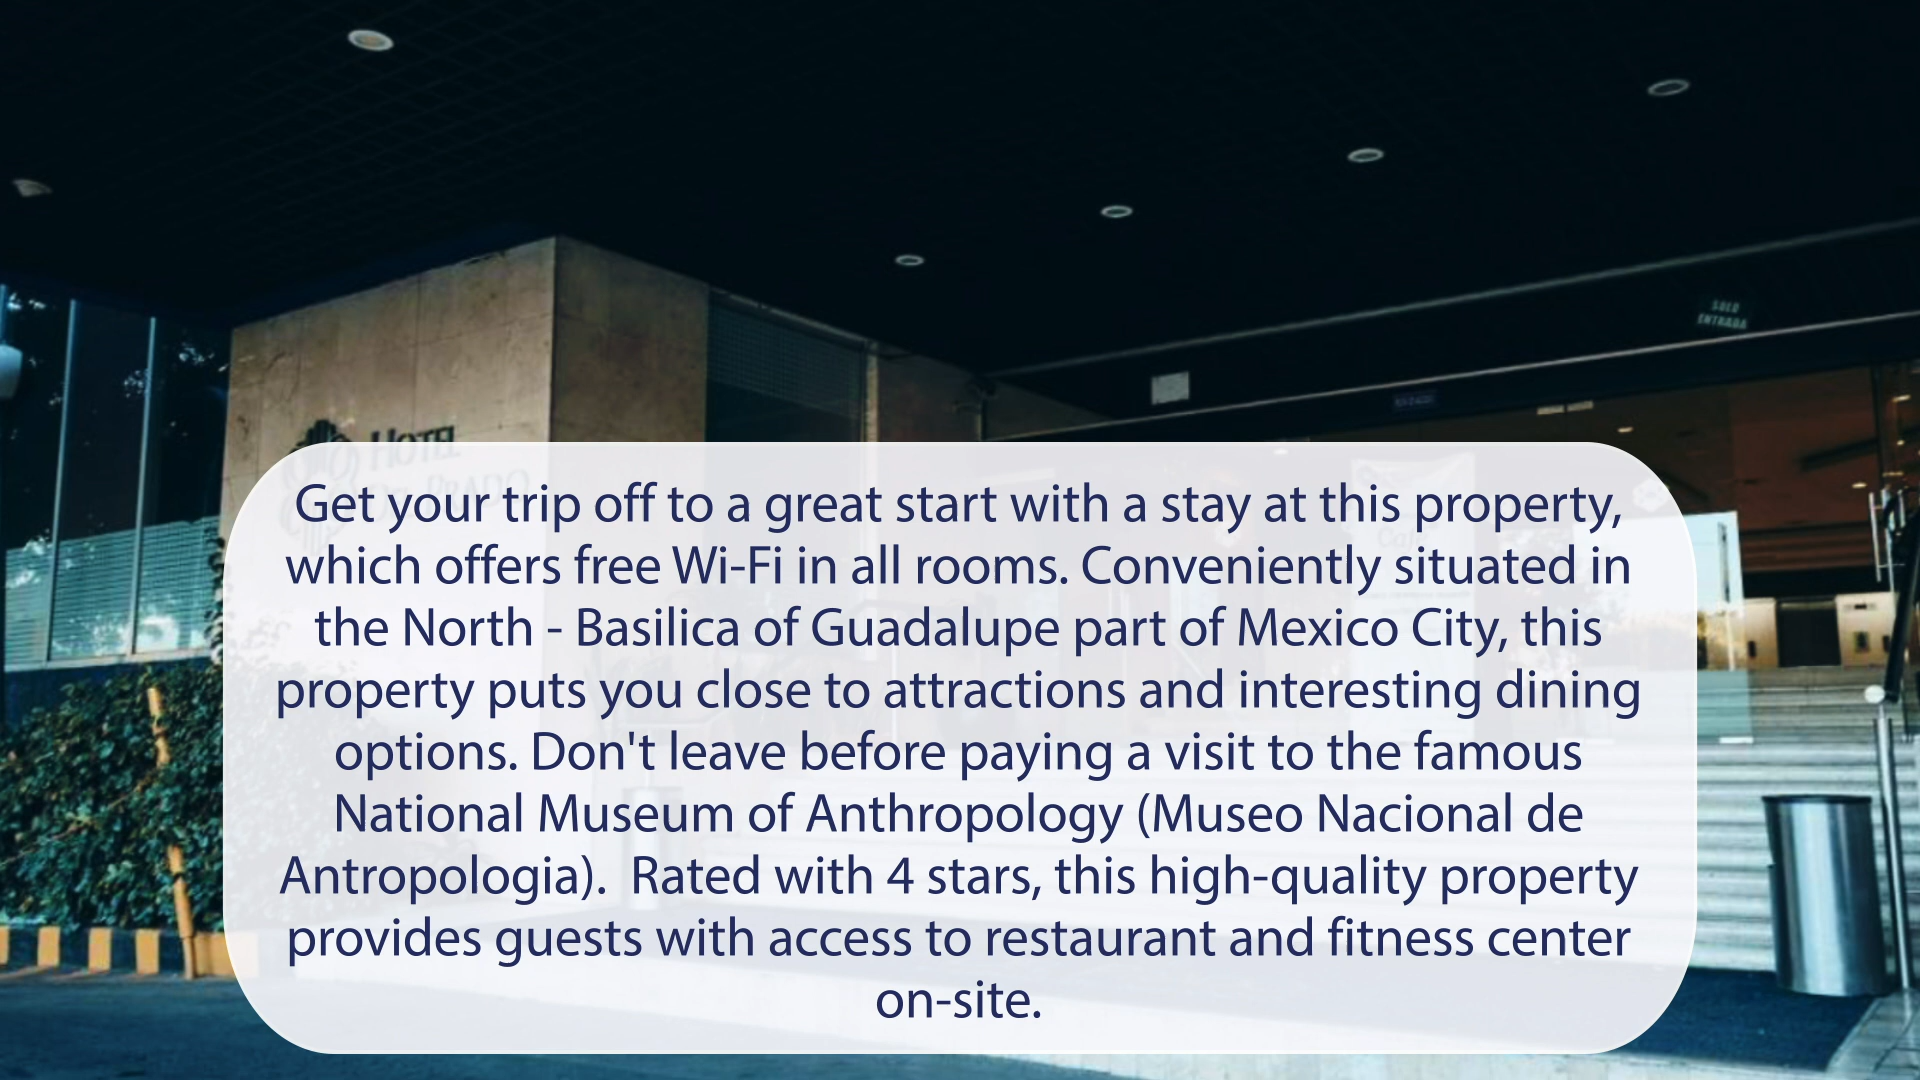 SOLO
ENTRADA
HOTEL
DEL PRADO
Get your trip off to a great start with a stay at this property,
which offers free Wi-Fi in all rooms. Conveniently situated in
the North - Basilica of Guadalupe part of Mexico City, this
property puts you close to attractions and interesting dining
options. Don't leave before paying a visit to the famous
National Museum of Anthropology (Museo Nacional de
Antropologia).  Rated with 4 stars, this high-quality property
provides guests with access to restaurant and fitness center
on-site.